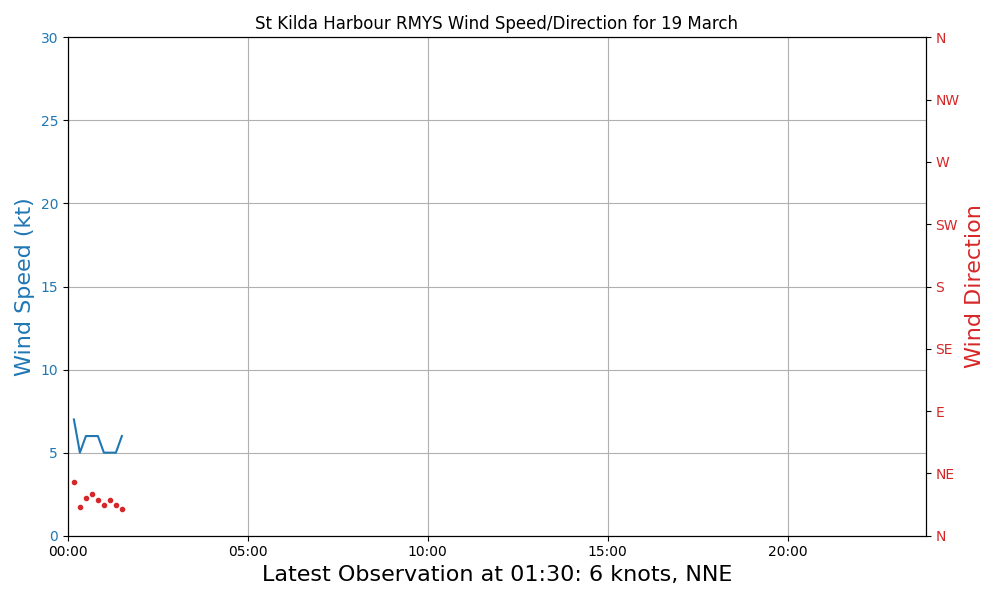 St Kilda Harbour RMYS Wind Speed/Direction for 19 March
30
25
20
15
10
5
0
Wind Speed (kt)
N
NW
W
SW
S
SE
E
NE
N
Wind Direction
00:00 05:00 10:00 15:00 20:00
Latest Observation at 01:30: 6 knots, NNE